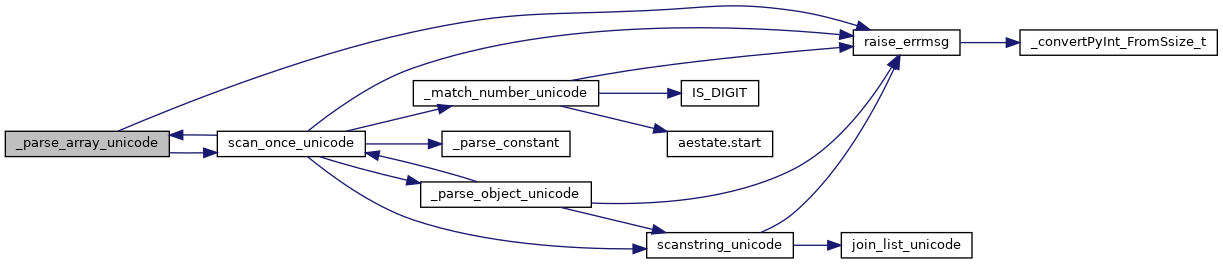 raise_errmsg
_convertPyInt_FromSsize_t
_match_number_unicode
IS_DIGIT
_parse_array_unicode
scan_once_unicode
_parse_constant
aestate.start
_parse_object_unicode
scanstring_unicode
join_list_unicode